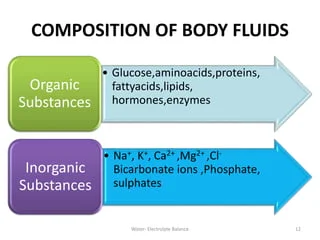 COMPOSITION OF BODY FLUIDS
Organic
Substances
• Glucose,aminoacids,proteins,
fattyacids,lipids,
hormones,enzymes
Inorganic
Substances
• Na⁺, K⁺, Ca²⁺ ,Mg²⁺ ,Cl⁻
Bicarbonate ions ,Phosphate,
sulphates
Water- Electrolyte Balance
12